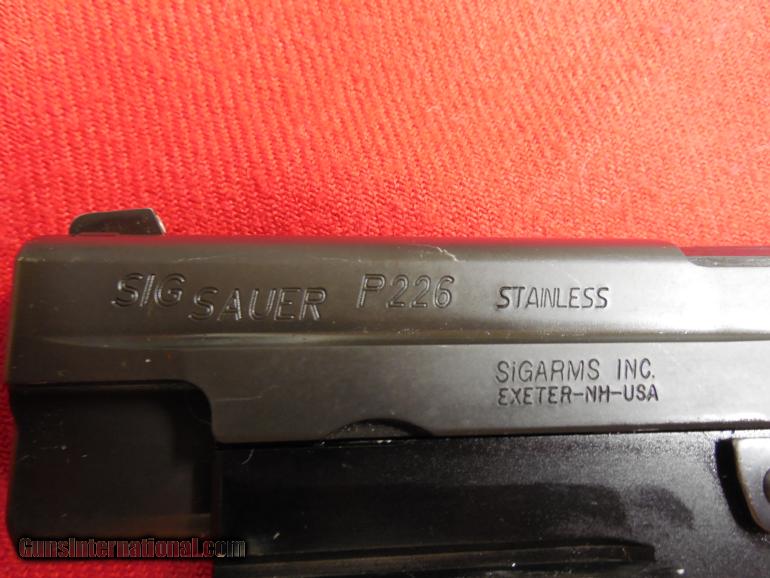 SIG SAUER P226 STAINLESS
SIGARMS INC.
EXETER-NH-USA
GunsInternational.com